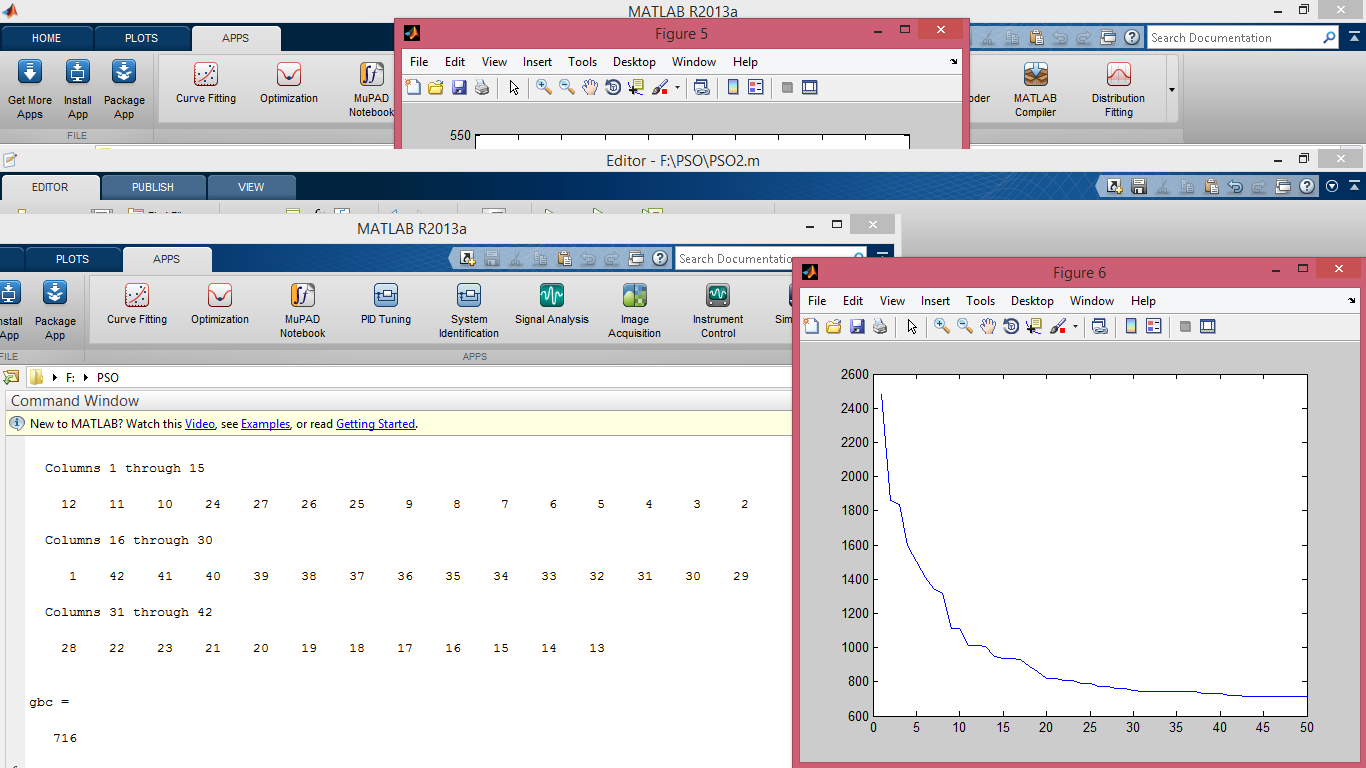 MATLAB R2013a
HOME PLOTS APPS
Search Documentation
Get More Apps
Install App
Package App
Curve Fitting
Optimization
MuPAD
Notebook
MATLAB Compiler
Distribution Fitting
FILE
Figure 5
File Edit View Insert Tools Desktop Window Help
550
Editor - F:\PSO\PSO2.m
EDITOR PUBLISH VIEW
MATLAB R2013a
PLOTS APPS
Search Documentation
Package App
Curve Fitting
Optimization
MuPAD Notebook
PID Tuning
System Identification
Signal Analysis
Image Acquisition
Instrument Control
APPS
F: PSO
Command Window
New to MATLAB? Watch this Video, see Examples, or read Getting Started.
Columns 1 through 15
12 11 10 24 27 26 25 9 8 7 6 5 4 3 2
Columns 16 through 30
1 42 41 40 39 38 37 36 35 34 33 32 31 30 29
Columns 31 through 42
28 22 23 21 20 19 18 17 16 15 14 13
gbc =
716
Figure 6
File Edit View Insert Tools Desktop Window Help
2600
2400
2200
2000
1800
1600
1400
1200
1000
800
600
0 5 10 15 20 25 30 35 40 45 50